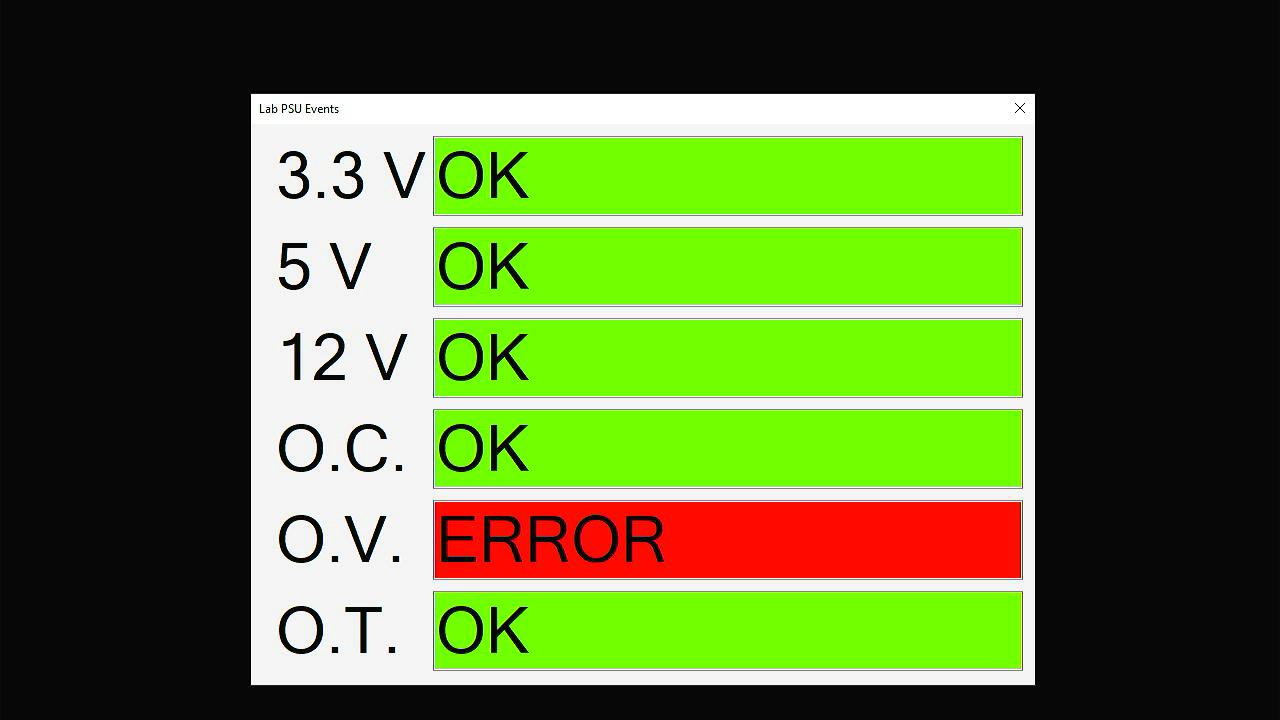 Lab PSU Events
3.3 V OK
5 V OK
12 V OK
O.C. OK
O.V. ERROR
O.T. OK